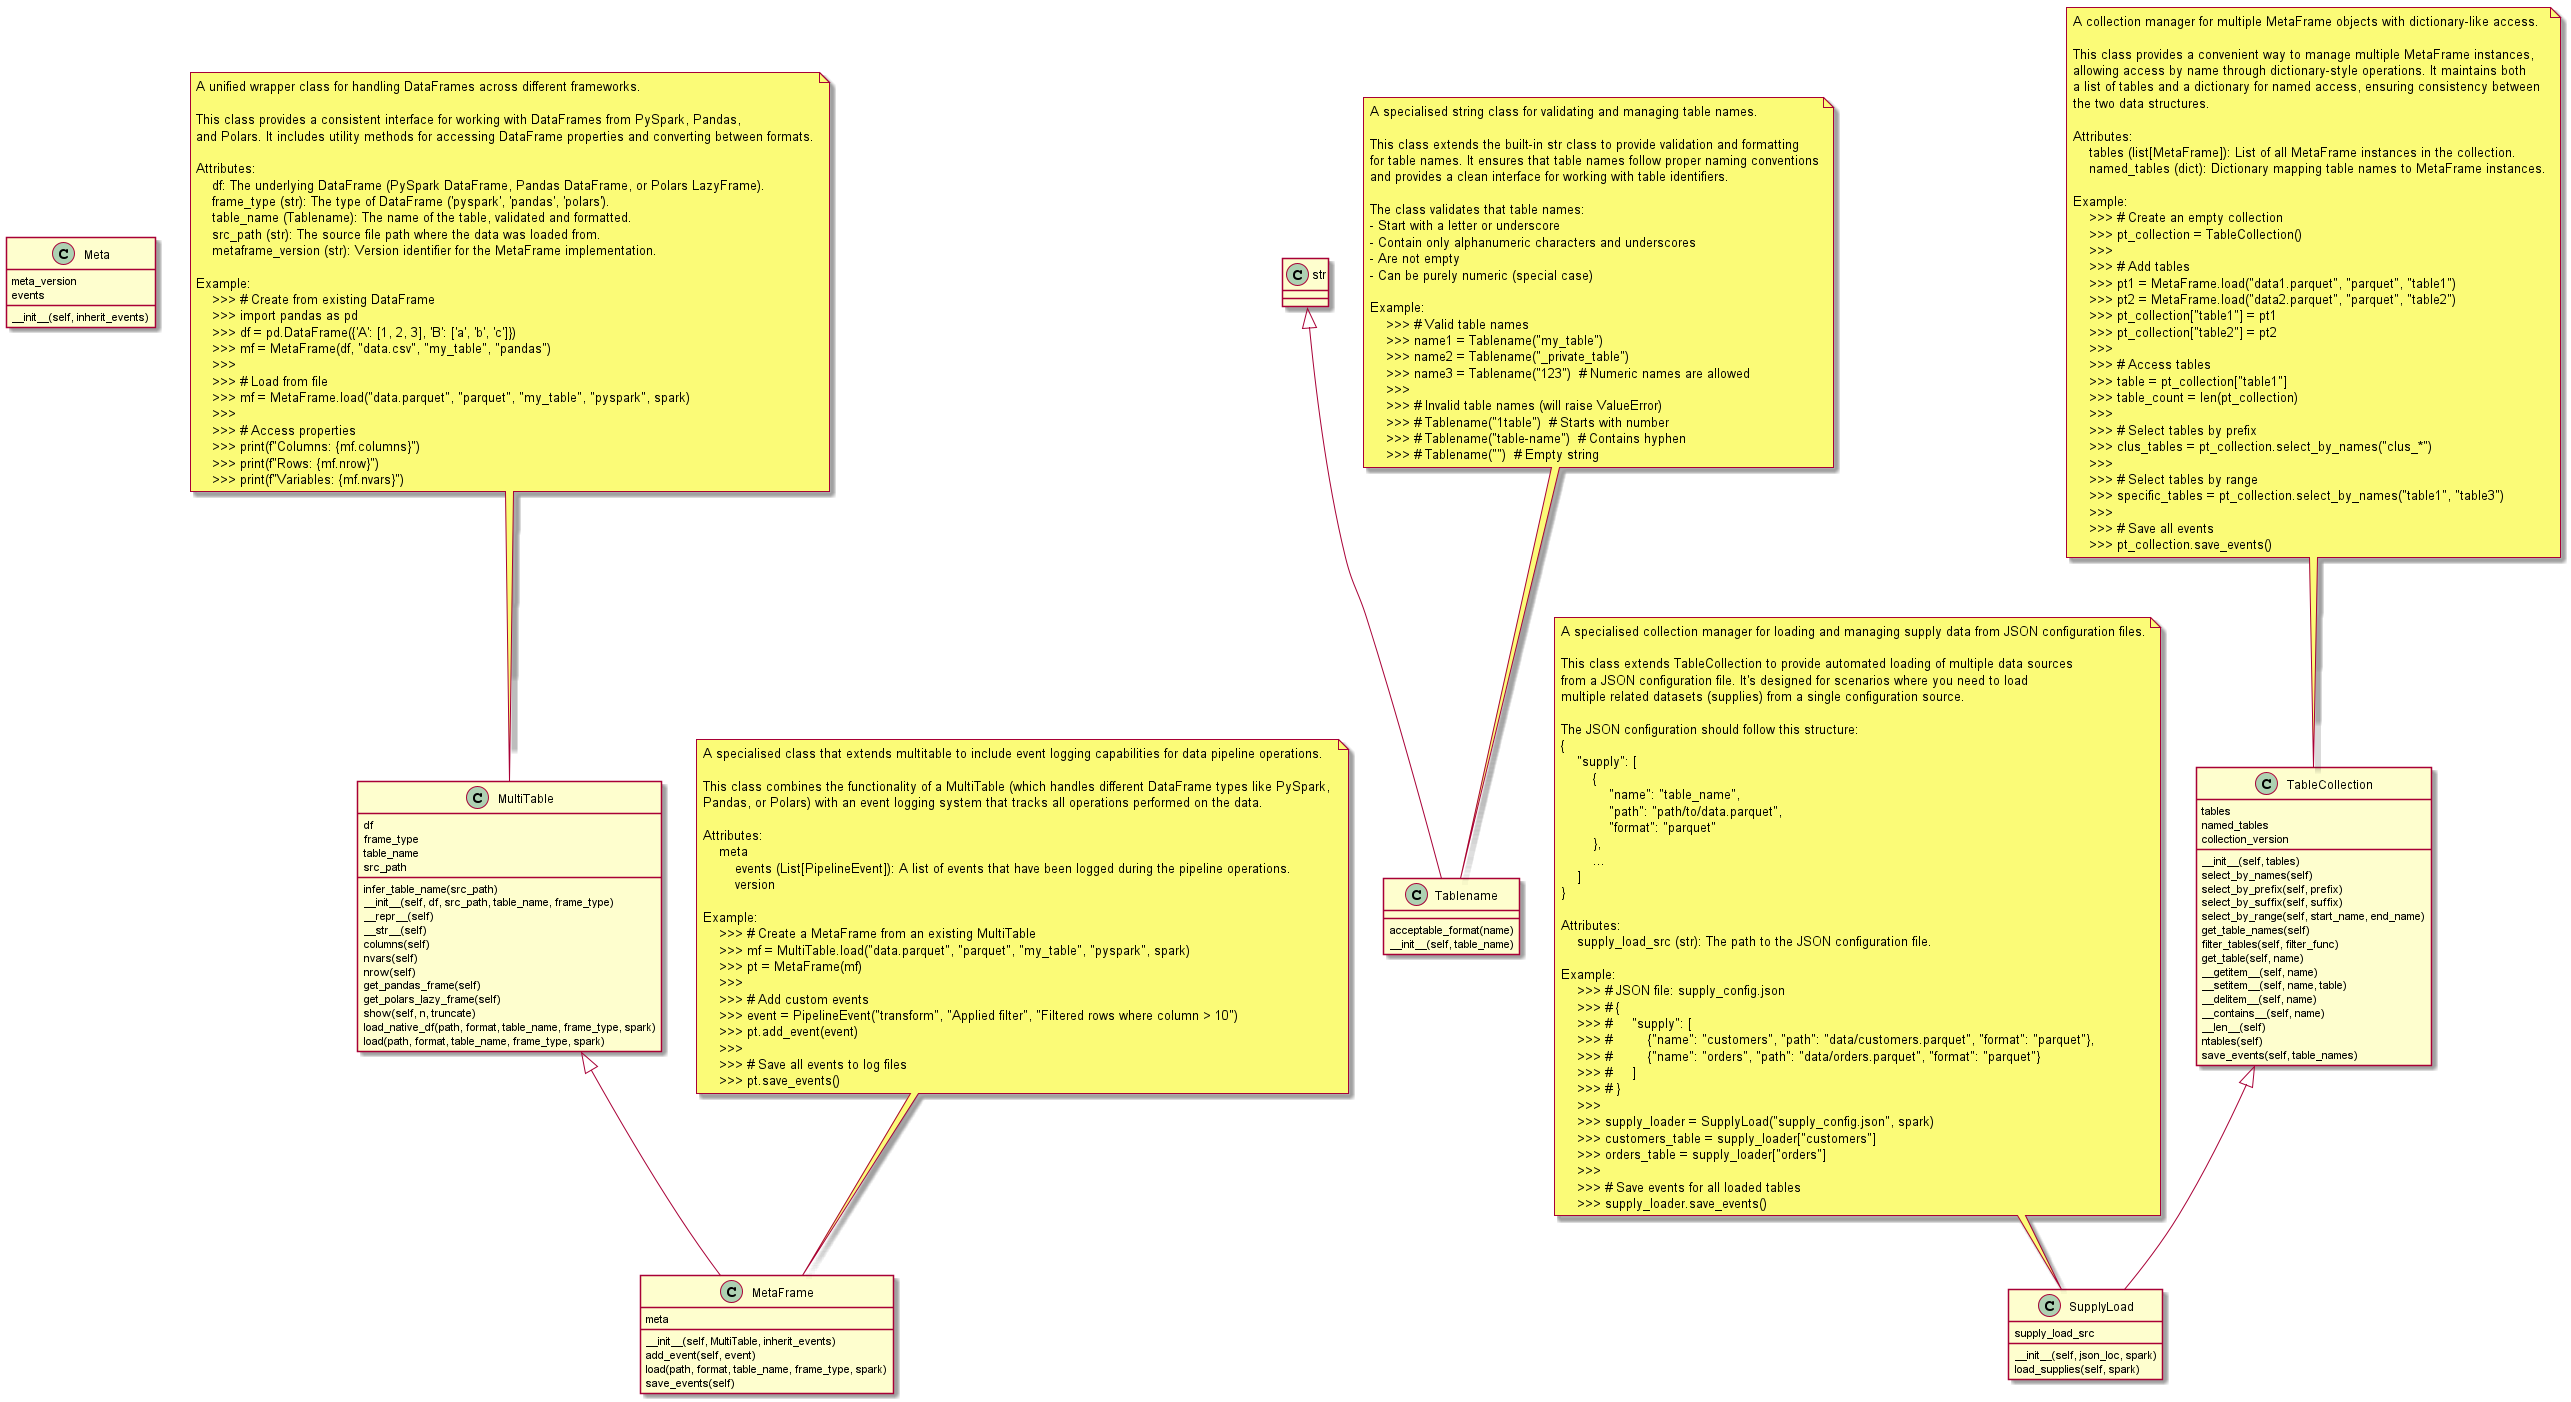 C Meta
meta_version
events
__init__(self, inherit_events)
A unified wrapper class for handling DataFrames across different frameworks.
This class provides a consistent interface for working with DataFrames from PySpark, Pandas,
and Polars. It includes utility methods for accessing DataFrame properties and converting between formats.
Attributes:
df: The underlying DataFrame (PySpark DataFrame, Pandas DataFrame, or Polars LazyFrame).
frame_type (str): The type of DataFrame ('pyspark', 'pandas', 'polars').
table_name (Tablename): The name of the table, validated and formatted.
src_path (str): The source file path where the data was loaded from.
metaframe_version (str): Version identifier for the MetaFrame implementation.
Example:
>>> # Create from existing DataFrame
>>> import pandas as pd
>>> df = pd.DataFrame({'A': [1, 2, 3], 'B': ['a', 'b', 'c']})
>>> mf = MetaFrame(df, "data.csv", "my_table", "pandas")
>>>
>>> # Load from file
>>> mf = MetaFrame.load("data.parquet", "parquet", "my_table", "pyspark", spark)
>>>
>>> # Access properties
>>> print(f"Columns: {mf.columns}")
>>> print(f"Rows: {mf.nrow}")
>>> print(f"Variables: {mf.nvars}")
C str
A specialised string class for validating and managing table names.
This class extends the built-in str class to provide validation and formatting
for table names. It ensures that table names follow proper naming conventions
and provides a clean interface for working with table identifiers.
The class validates that table names:
- Start with a letter or underscore
- Contain only alphanumeric characters and underscores
- Are not empty
- Can be purely numeric (special case)
Example:
>>> # Valid table names
>>> name1 = Tablename("my_table")
>>> name2 = Tablename("_private_table")
>>> name3 = Tablename("123")  # Numeric names are allowed
>>>
>>> # Invalid table names (will raise ValueError)
>>> # Tablename("1table")  # Starts with number
>>> # Tablename("table-name")  # Contains hyphen
>>> # Tablename("")  # Empty string
A collection manager for multiple MetaFrame objects with dictionary-like access.
This class provides a convenient way to manage multiple MetaFrame instances,
allowing access by name through dictionary-style operations. It maintains both
a list of tables and a dictionary for named access, ensuring consistency between
the two data structures.
Attributes:
tables (list[MetaFrame]): List of all MetaFrame instances in the collection.
named_tables (dict): Dictionary mapping table names to MetaFrame instances.
Example:
>>> # Create an empty collection
>>> pt_collection = TableCollection()
>>>
>>> # Add tables
>>> pt1 = MetaFrame.load("data1.parquet", "parquet", "table1")
>>> pt2 = MetaFrame.load("data2.parquet", "parquet", "table2")
>>> pt_collection["table1"] = pt1
>>> pt_collection["table2"] = pt2
>>>
>>> # Access tables
>>> table = pt_collection["table1"]
>>> table_count = len(pt_collection)
>>>
>>> # Select tables by prefix
>>> clus_tables = pt_collection.select_by_names("clus_*")
>>>
>>> # Select tables by range
>>> specific_tables = pt_collection.select_by_names("table1", "table3")
>>>
>>> # Save all events
>>> pt_collection.save_events()
C MultiTable
df
frame_type
table_name
src_path
infer_table_name(src_path)
__init__(self, df, src_path, table_name, frame_type)
__repr__(self)
__str__(self)
columns(self)
nvars(self)
nrow(self)
get_pandas_frame(self)
get_polars_lazy_frame(self)
show(self, n, truncate)
load_native_df(path, format, table_name, frame_type, spark)
load(path, format, table_name, frame_type, spark)
A specialised class that extends multitable to include event logging capabilities for data pipeline operations.
This class combines the functionality of a MultiTable (which handles different DataFrame types like PySpark,
Pandas, or Polars) with an event logging system that tracks all operations performed on the data.
Attributes:
meta
events (List[PipelineEvent]): A list of events that have been logged during the pipeline operations.
version
Example:
>>> # Create a MetaFrame from an existing MultiTable
>>> mf = MultiTable.load("data.parquet", "parquet", "my_table", "pyspark", spark)
>>> pt = MetaFrame(mf)
>>>
>>> # Add custom events
>>> event = PipelineEvent("transform", "Applied filter", "Filtered rows where column > 10")
>>> pt.add_event(event)
>>>
>>> # Save all events to log files
>>> pt.save_events()
C Tablename
acceptable_format(name)
__init__(self, table_name)
A specialised collection manager for loading and managing supply data from JSON configuration files.
This class extends TableCollection to provide automated loading of multiple data sources
from a JSON configuration file. It's designed for scenarios where you need to load
multiple related datasets (supplies) from a single configuration source.
The JSON configuration should follow this structure:
{
"supply": [
{
"name": "table_name",
"path": "path/to/data.parquet",
"format": "parquet"
},
...
]
}
Attributes:
supply_load_src (str): The path to the JSON configuration file.
Example:
>>> # JSON file: supply_config.json
>>> # {
>>> #     "supply": [
>>> #         {"name": "customers", "path": "data/customers.parquet", "format": "parquet"},
>>> #         {"name": "orders", "path": "data/orders.parquet", "format": "parquet"}
>>> #     ]
>>> # }
>>>
>>> supply_loader = SupplyLoad("supply_config.json", spark)
>>> customers_table = supply_loader["customers"]
>>> orders_table = supply_loader["orders"]
>>>
>>> # Save events for all loaded tables
>>> supply_loader.save_events()
C TableCollection
tables
named_tables
collection_version
__init__(self, tables)
select_by_names(self)
select_by_prefix(self, prefix)
select_by_suffix(self, suffix)
select_by_range(self, start_name, end_name)
get_table_names(self)
filter_tables(self, filter_func)
get_table(self, name)
__getitem__(self, name)
__setitem__(self, name, table)
__delitem__(self, name)
__contains__(self, name)
__len__(self)
ntables(self)
save_events(self, table_names)
C MetaFrame
meta
__init__(self, MultiTable, inherit_events)
add_event(self, event)
load(path, format, table_name, frame_type, spark)
save_events(self)
C SupplyLoad
supply_load_src
__init__(self, json_loc, spark)
load_supplies(self, spark)